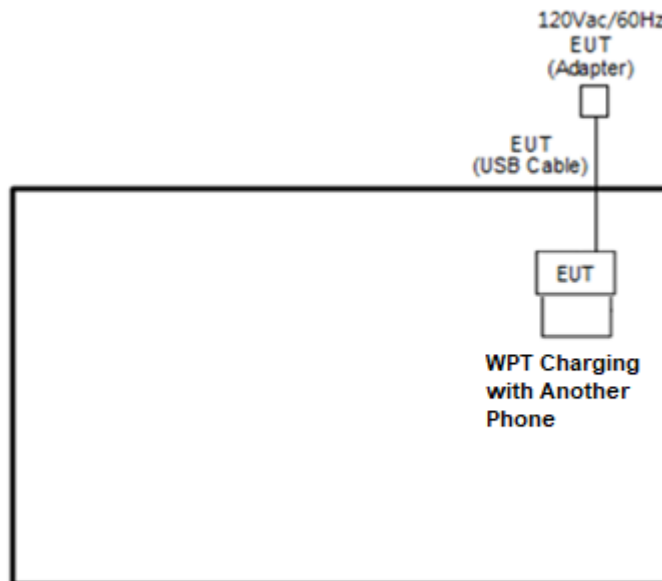 120Vac/60Hz
EUT
(Adapter)
EUT
(USB Cable)
EUT
WPT Charging
with Another
Phone